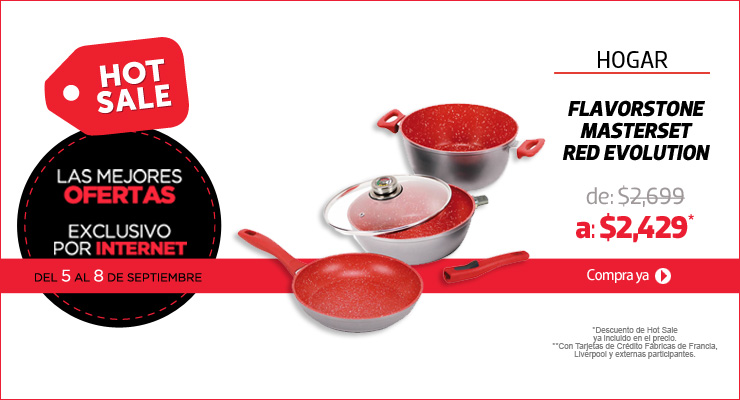 HOT
SALE
LAS MEJORES
OFERTAS
EXCLUSIVO
POR INTERNET
DEL 5 AL 8 DE SEPTIEMBRE
HOGAR
FLAVORSTONE
MASTERSET
RED EVOLUTION
de: $2,699
a: $2,429*
Compra ya
*Descuento de Hot Sale
ya incluido en el precio.
**Con Tarjetas de Crédito Fábricas de Francia,
Liverpool y externas participantes.